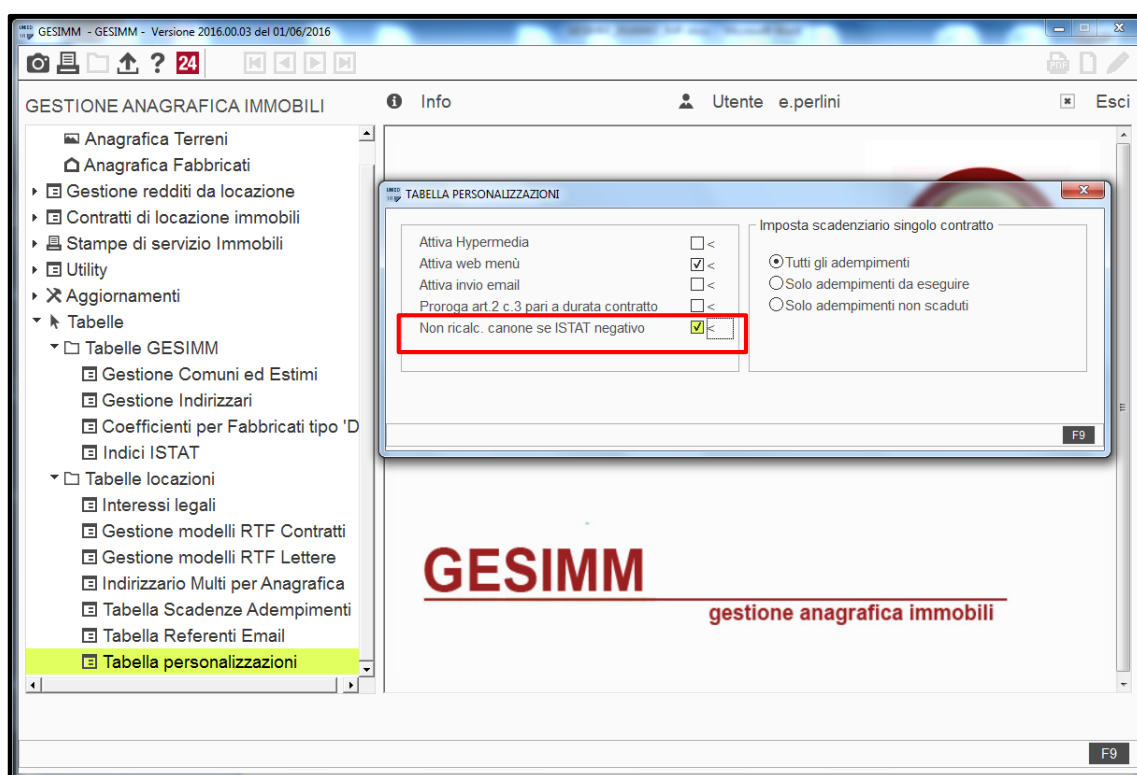 GESIMM - GESIMM - Versione 2016.00.03 del 01/06/2016
? 24
PDF
GESTIONE ANAGRAFICA IMMOBILI
Info
Utente e.perlini
Esci
Anagrafica Terreni
Anagrafica Fabbricati
Gestione redditi da locazione
Contratti di locazione immobili
Stampe di servizio Immobili
Utility
Aggiornamenti
Tabelle
Tabelle GESIMM
Gestione Comuni ed Estimi
Gestione Indirizzari
Coefficienti per Fabbricati tipo 'D
Indici ISTAT
Tabelle locazioni
Interessi legali
Gestione modelli RTF Contratti
Gestione modelli RTF Lettere
Indirizzario Multi per Anagrafica
Tabella Scadenze Adempimenti
Tabella Referenti Email
Tabella personalizzazioni
TABELLA PERSONALIZZAZIONI
Attiva Hypermedia <
Attiva web menù <
Attiva invio email <
Proroga art.2 c.3 pari a durata contratto <
Non ricalc. canone se ISTAT negativo <
Imposta scadenziario singolo contratto
Tutti gli adempimenti
Solo adempimenti da eseguire
Solo adempimenti non scaduti
F9
GESIMM
gestione anagrafica immobili
F9